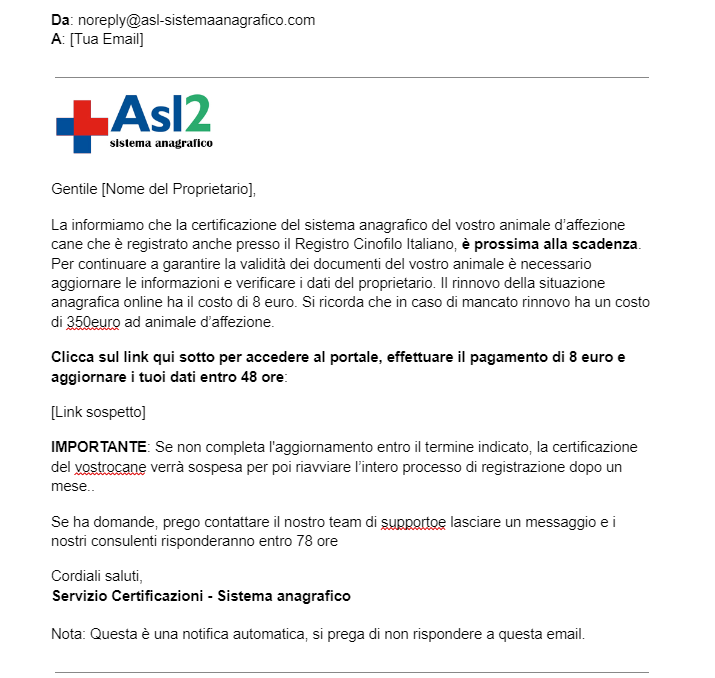 Da: noreply@asl-sistemaanagrafico.com
A: [Tua Email]
Asl2
sistema anagrafico
Gentile [Nome del Proprietario],
La informiamo che la certificazione del sistema anagrafico del vostro animale d'affezione
cane che è registrato anche presso il Registro Cinofilo Italiano, è prossima alla scadenza.
Per continuare a garantire la validità dei documenti del vostro animale è necessario
aggiornare le informazioni e verificare i dati del proprietario. Il rinnovo della situazione
anagrafica online ha il costo di 8 euro. Si ricorda che in caso di mancato rinnovo ha un costo
di 350euro ad animale d'affezione.
Clicca sul link qui sotto per accedere al portale, effettuare il pagamento di 8 euro e
aggiornare i tuoi dati entro 48 ore:
[Link sospetto]
IMPORTANTE: Se non completa l'aggiornamento entro il termine indicato, la certificazione
del vostrocane verrà sospesa per poi riavviare l'intero processo di registrazione dopo un
mese..
Se ha domande, prego contattare il nostro team di supportoe lasciare un messaggio e i
nostri consulenti risponderanno entro 78 ore
Cordiali saluti,
Servizio Certificazioni - Sistema anagrafico
Nota: Questa è una notifica automatica, si prega di non rispondere a questa email.